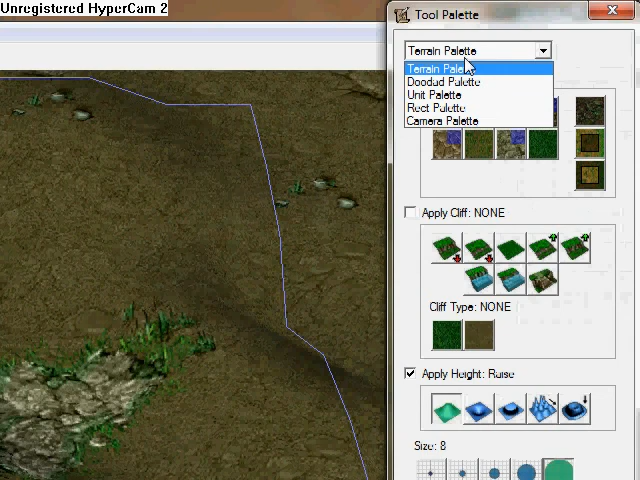 Unregistered HyperCam 2
Tool Palette
Terrain Palette
Terrain Pale
Doodad Palette
Unit Palette
Rect Palette
Camera Palette
Apply Cliff: NONE
Cliff Type: NONE
Apply Height: Raise
Size: 8